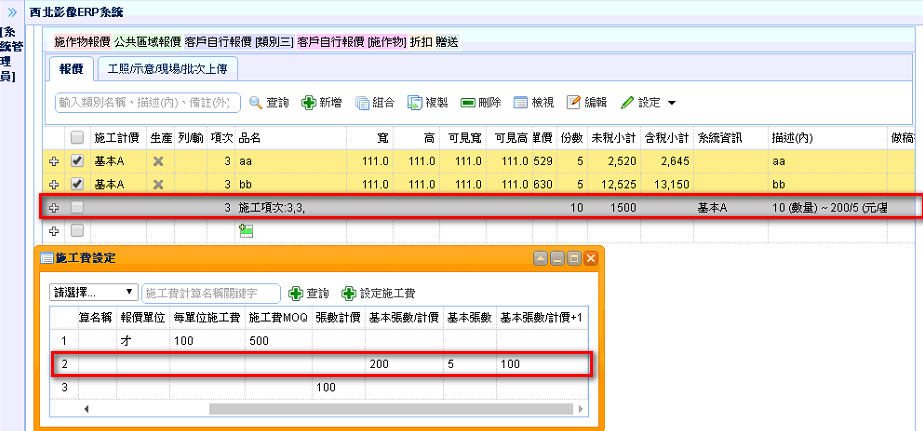 西北影像ERP系統
[系統管理員]
施作物報價 公共區域報價 客戶自行報價 [類別三] 客戶自行報價 [施作物] 折扣 贈送
報價 工照/示意/現場/批次上傳
輸入類別名稱、描述(內)、備註(外) 查詢 新增 組合 複製 刪除 檢視 編輯 設定
施工計價 生產 列/輸 項次 品名 寬 高 可見寬 可見高 單價 份數 未稅小計 含稅小計 系統資訊 描述(內) 做稿
基本A 3 aa 111.0 111.0 111.0 111.0 529 5 2,520 2,645 aa
基本A 3 bb 111.0 111.0 111.0 111.0 630 5 12,525 13,150 bb
3 施工項次:3,3, 10 1500 基本A 10 (數量) ~ 200/5 (元/
施工費設定
請選擇... 施工費計算名稱關鍵字 查詢 設定施工費
算名稱 報價單位 每單位施工費 施工費MOQ 張數計價 基本張數/計價 基本張數 基本張數/計價+1
1 才 100 500
2 200 5 100
3 100